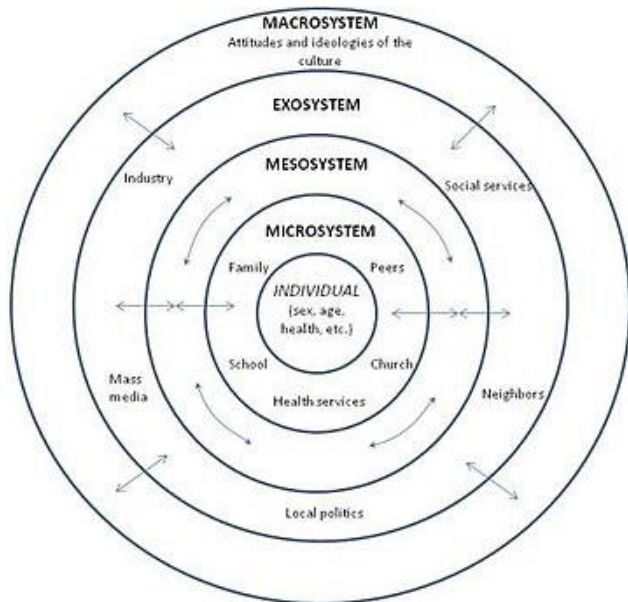 MACROSYSTEM
Attitudes and ideologies of the
culture
EXOSYSTEM
MESOSYSTEM
Industry
Social services
MICROSYSTEM
Family
Peers
INDIVIDUAL
{sex, age,
health, etc.}
School
Church
Mass
media
Health services
Neighbors
Local politics